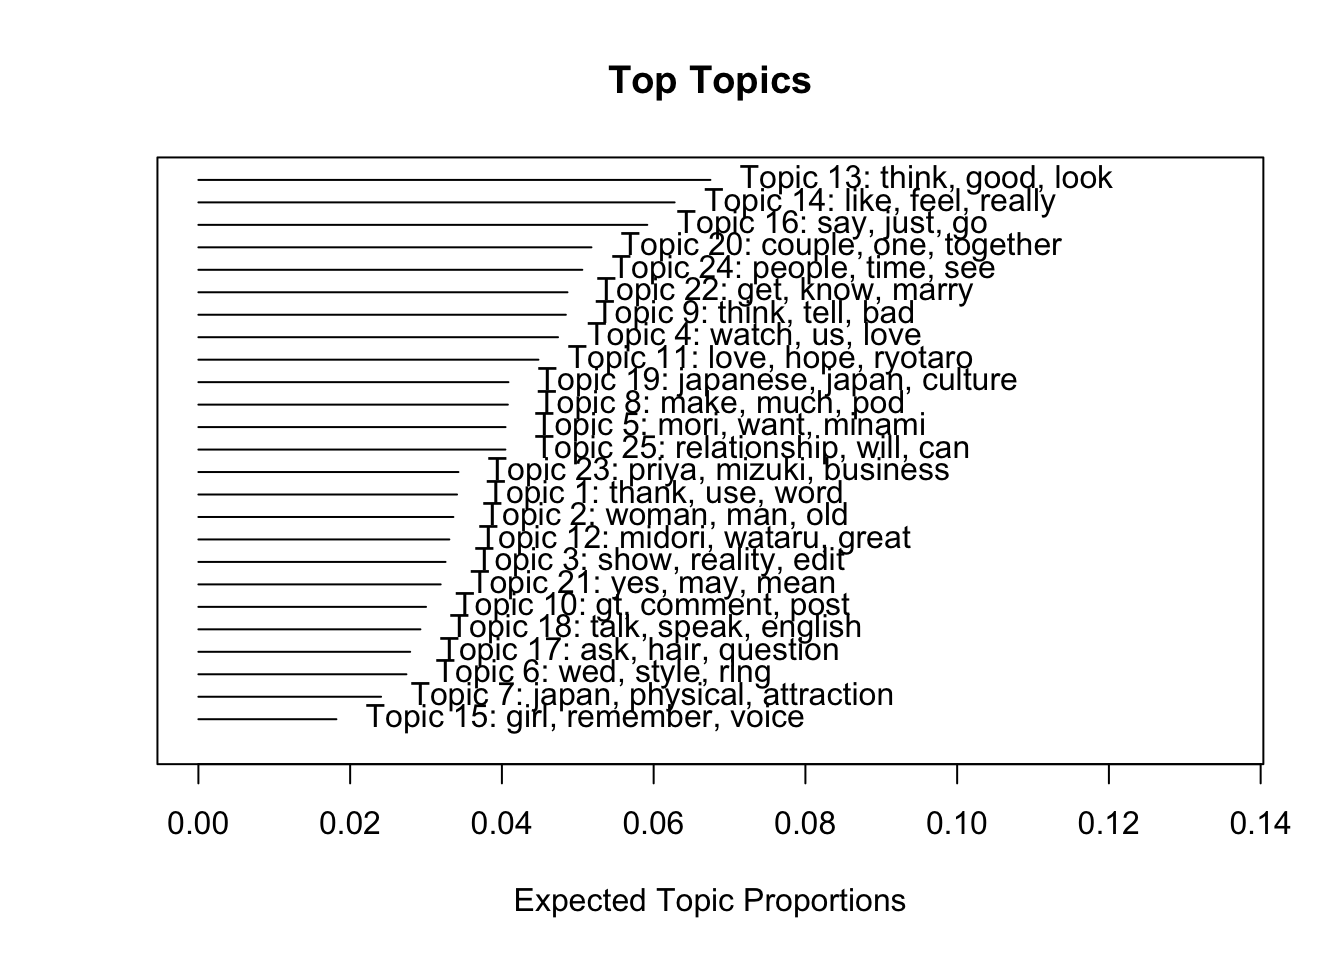 Top Topics
Topic 13: think, good, look
Topic 14: like, feel, really
Topic 16: say, just, go
Topic 20: couple, one, together
Topic 24: people, time, see
Topic 22: get, know, marry
Topic 9: think, tell, bad
Topic 4: watch, us, love
Topic 11: love, hope, ryotaro
Topic 19: japanese, japan, culture
Topic 8: make, much, pod
Topic 5: mori, want, minami
Topic 25: relationship, will, can
Topic 23: priya, mizuki, business
Topic 1: thank, use, word
Topic 2: woman, man, old
Topic 12: midori, wataru, great
Topic 3: show, reality, edit
Topic 21: yes, may, mean
Topic 10: gt, comment, post
Topic 18: talk, speak, english
Topic 17: ask, hair, question
Topic 6: wed, style, ring
Topic 7: japan, physical, attraction
Topic 15: girl, remember, voice
0.00 0.02 0.04 0.06 0.08 0.10 0.12 0.14
Expected Topic Proportions